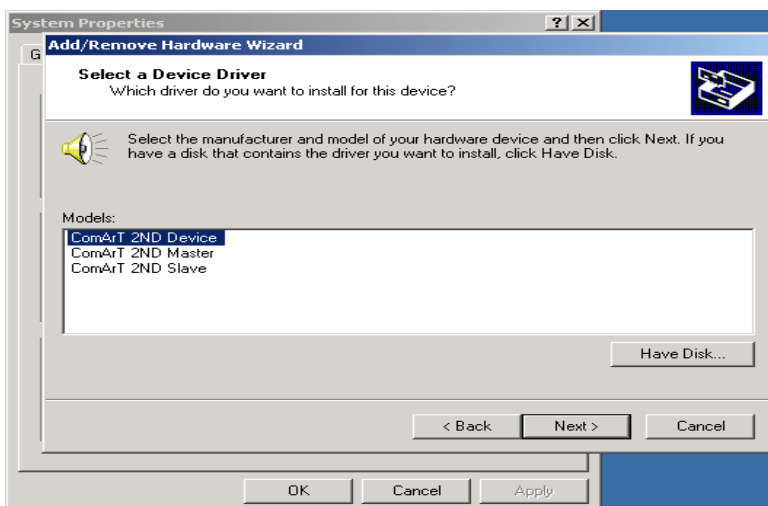 System Properties
G
Add/Remove Hardware Wizard
Select a Device Driver
Which driver do you want to install for this device?
Select the manufacturer and model of your hardware device and then click Next. If you
have a disk that contains the driver you want to install, click Have Disk.
Models:
ComArT 2ND Device
ComArT 2ND Master
ComArT 2ND Slave
Have Disk...
< Back
Next >
Cancel
OK
Cancel
Apply